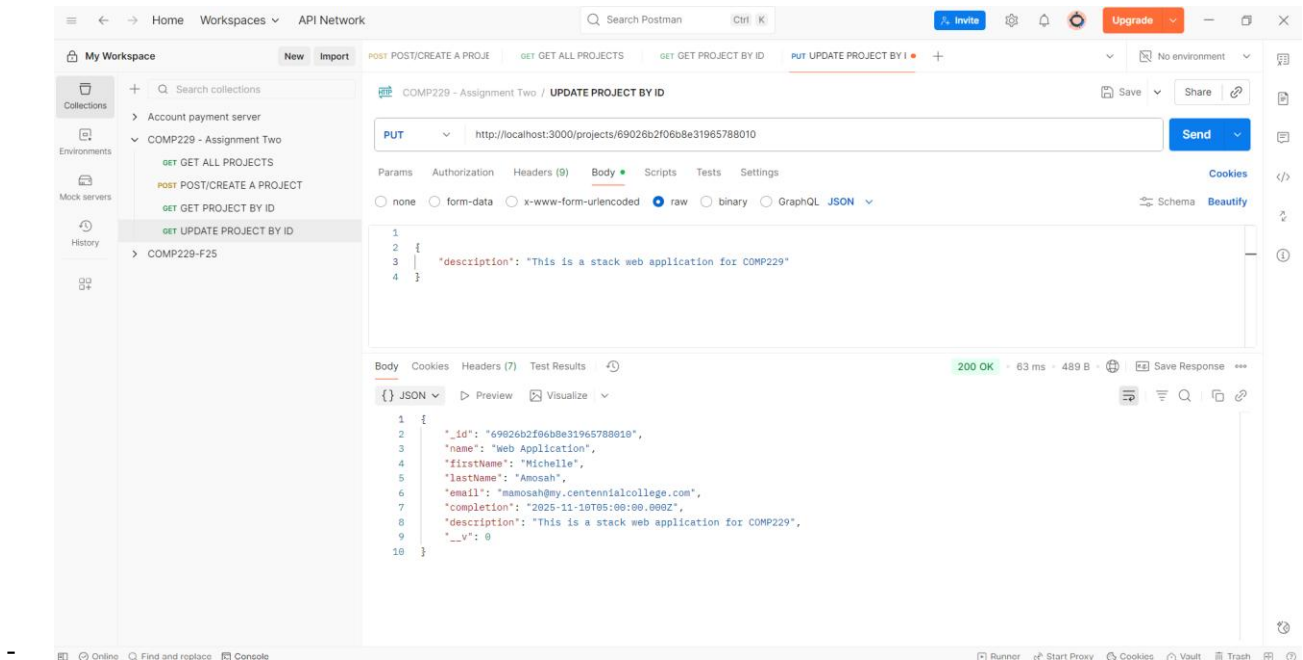 Home Workspaces API Network Search Postman Ctrl K Invite Upgrade
My Workspace New Import POST POST/CREATE A PROJE GET GET ALL PROJECTS GET GET PROJECT BY ID PUT UPDATE PROJECT BY I No environment
Collections
Environments
Mock servers
History
Search collections
Account payment server
COMP229 - Assignment Two
GET GET ALL PROJECTS
POST POST/CREATE A PROJECT
GET GET PROJECT BY ID
GET UPDATE PROJECT BY ID
COMP229-F25
HTTP COMP229 - Assignment Two / UPDATE PROJECT BY ID Save Share
PUT http://localhost:3000/projects/69026b2f06b8e31965788010 Send
Params Authorization Headers (9) Body Scripts Tests Settings Cookies
none form-data x-www-form-urlencoded raw binary GraphQL JSON Schema Beautify
1
2 {
3 "description": "This is a stack web application for COMP229"
4 }
Body Cookies Headers (7) Test Results 200 OK 63 ms 489 B Save Response
{} JSON Preview Visualize
1 {
2 "_id": "69026b2f06b8e31965788010",
3 "name": "Web Application",
4 "firstName": "Michelle",
5 "lastName": "Amosah",
6 "email": "mamosah@my.centennialcollege.com",
7 "completion": "2025-11-10T05:00:00.000Z",
8 "description": "This is a stack web application for COMP229",
9 "__v": 0
10 }
- Online Find and replace Console Runner Start Proxy Cookies Vault Trash